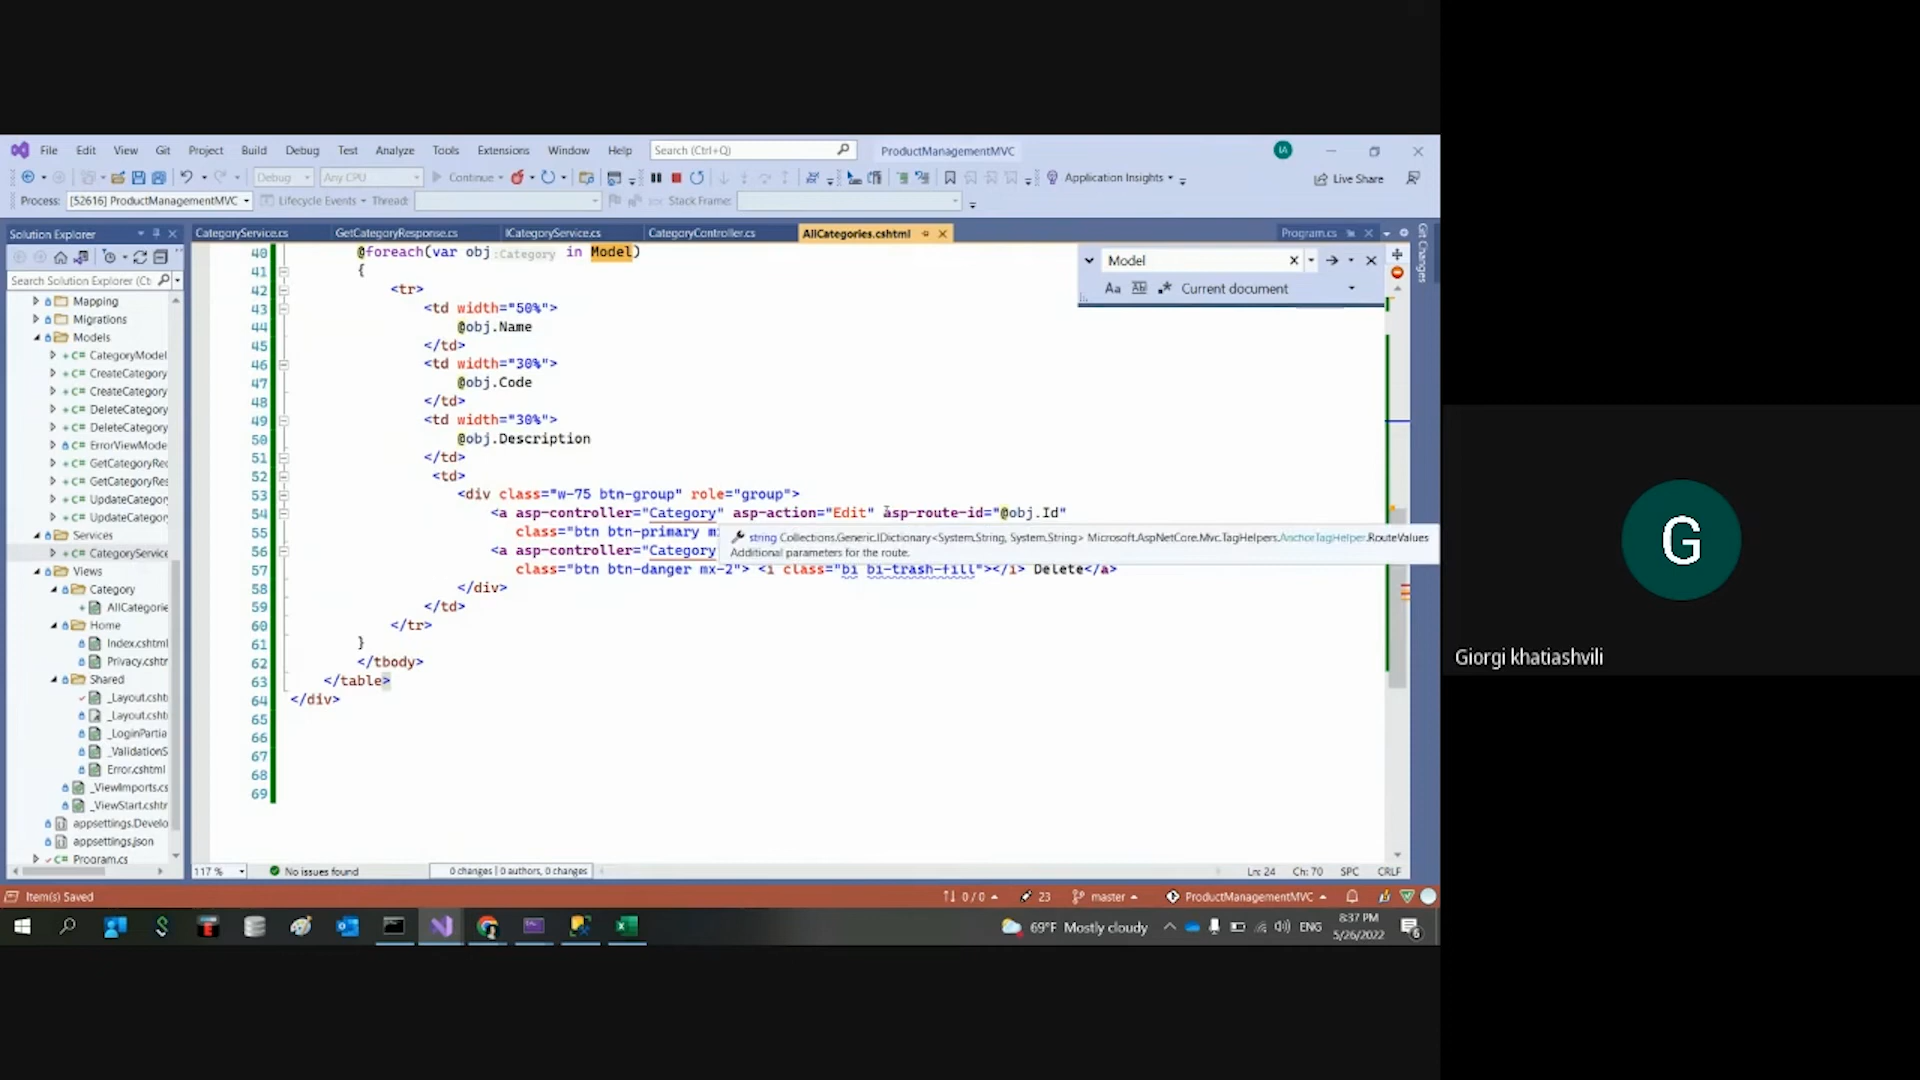 File Edit View Git Project Build Debug Test Analyze Tools Extensions Window Help Search (Ctrl+Q) ProductManagementMVC IA
Debug Any CPU Continue Application Insights Live Share
Process: [52616] ProductManagementMVC Lifecycle Events Thread: Stack Frame:
Solution Explorer
CategoryService.cs GetCategoryResponse.cs ICategoryService.cs CategoryController.cs AllCategories.cshtml Program.cs
Git Changes
Search Solution Explorer (Ct
Mapping
Migrations
Models
CategoryModel
CreateCategory
CreateCategory
DeleteCategory
DeleteCategory
ErrorViewMode
GetCategoryRec
GetCategoryRes
UpdateCategor
UpdateCategor
Services
CategoryService
Views
Category
AllCategorie
Home
Index.cshtml
Privacy.cshtr
Shared
_Layout.csht
_Layout.csht
_LoginPartia
_ValidationS
Error.cshtml
_ViewImports.cs
_ViewStart.cshtr
appsettings.Develo
appsettings.json
Program.cs
Model
Aa Ab Current document
40 @foreach(var obj :Category in Model)
41 {
42 <tr>
43 <td width="50%">
44 @obj.Name
45 </td>
46 <td width="30%">
47 @obj.Code
48 </td>
49 <td width="30%">
50 @obj.Description
51 </td>
52 <td>
53 <div class="w-75 btn-group" role="group">
54 <a asp-controller="Category" asp-action="Edit" asp-route-id="@obj.Id"
55 class="btn btn-primary m
string Collections.Generic.IDictionary<System.String, System.String> Microsoft.AspNetCore.Mvc.TagHelpers.AnchorTagHelper.RouteValues
Additional parameters for the route.
56 <a asp-controller="Category
57 class="btn btn-danger mx-2"> <i class="bi bi-trash-fill"></i> Delete</a>
58 </div>
59 </td>
60 </tr>
61 }
62 </tbody>
63 </table>
64 </div>
65
66
67
68
69
117 % No issues found 0 changes | 0 authors, 0 changes Ln: 24 Ch: 70 SPC CRLF
Item(s) Saved 0 / 0 23 master ProductManagementMVC
69°F Mostly cloudy ENG 8:37 PM
5/26/2022
6
G
Giorgi khatiashvili